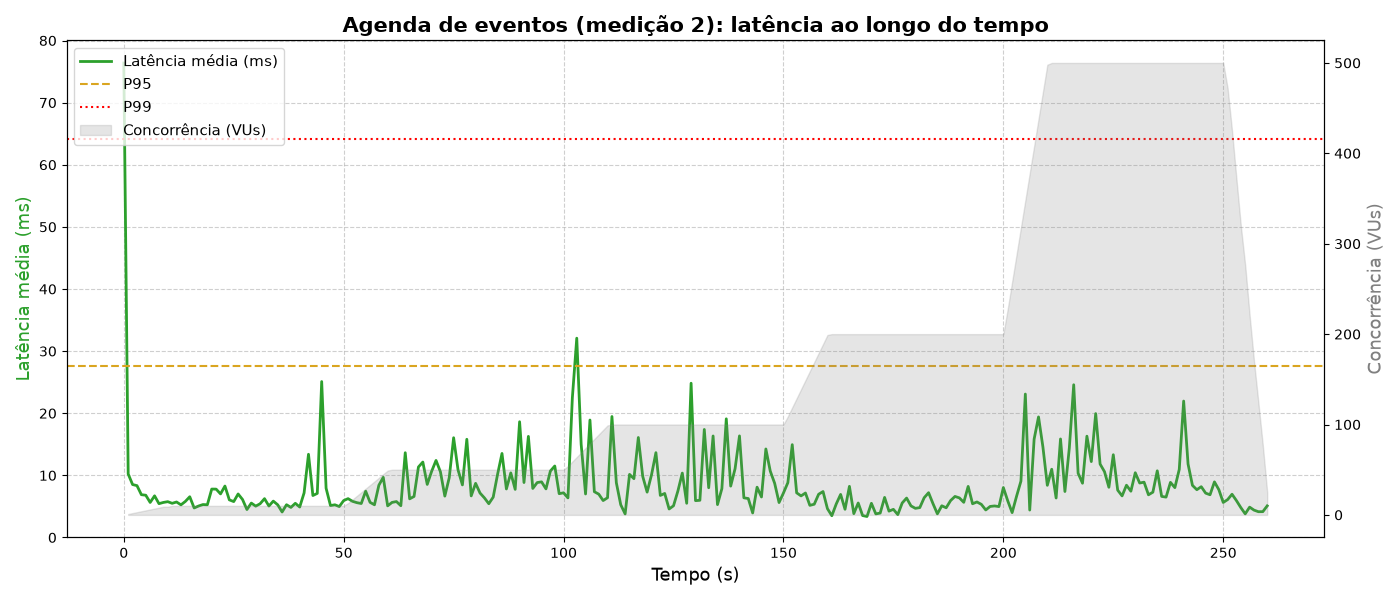 Agenda de eventos (medição 2): latência ao longo do tempo
Latência média (ms)
P95
P99
Concorrência (VUs)
80
70
60
50
40
30
20
10
0
Latência média (ms)
500
400
300
200
100
0
Concorrência (VUs)
0
50
100
150
200
250
Tempo (s)